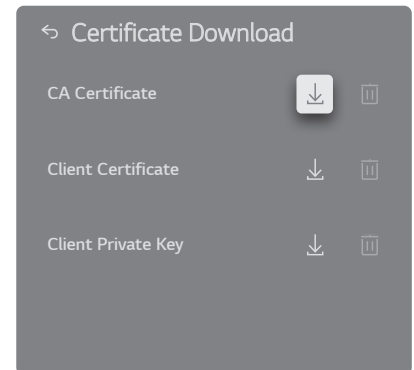 Certificate Download
CA Certificate
Client Certificate
Client Private Key